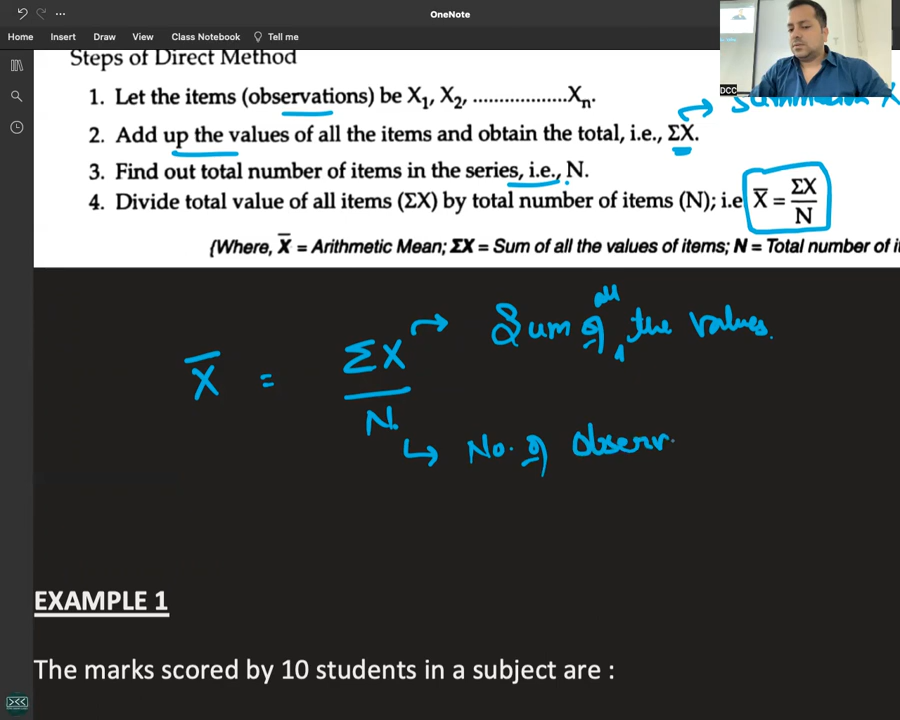 OneNote
Home Insert Draw View Class Notebook Tell me
DCC
Steps of Direct Method
1. Let the items (observations) be X₁, X₂, ..................Xₙ.
2. Add up the values of all the items and obtain the total, i.e., ΣX.
3. Find out total number of items in the series, i.e., N.
4. Divide total value of all items (ΣX) by total number of items (N); i.e X̄ = ΣX / N
{Where, X̄ = Arithmetic Mean; ΣX = Sum of all the values of items; N = Total number of it
X̄ = ΣX / N.
Sum of all the values.
No. of observ.
EXAMPLE 1
The marks scored by 10 students in a subject are :